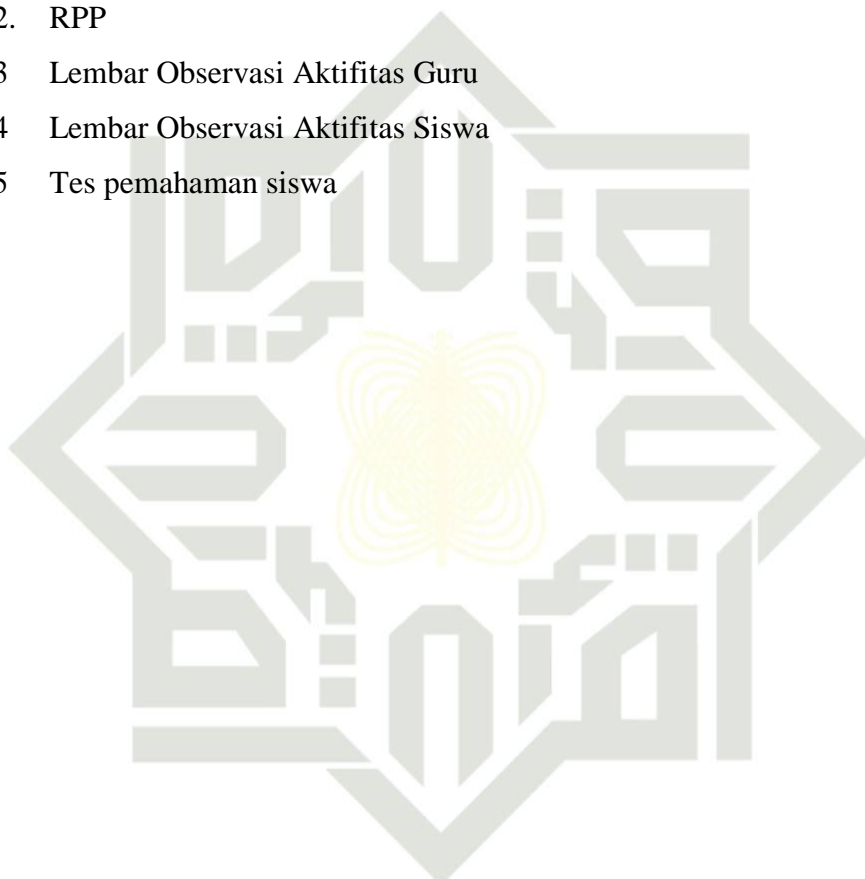 2. RPP
3 Lembar Observasi Aktifitas Guru
4 Lembar Observasi Aktifitas Siswa
5 Tes pemahaman siswa